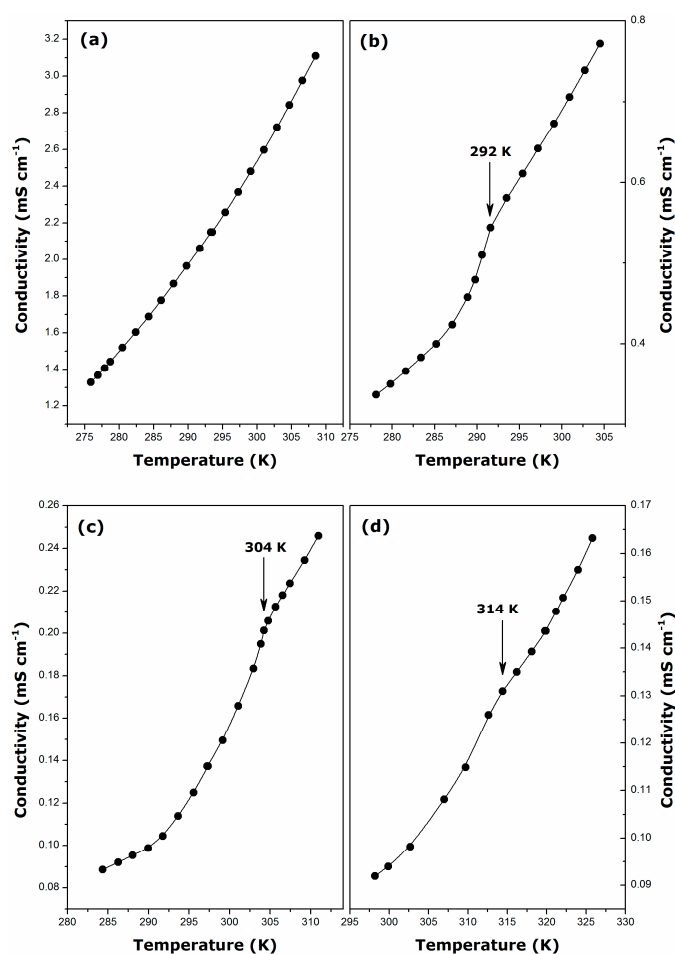 (a)
Conductivity (mS cm⁻¹)
3.2
3.0
2.8
2.6
2.4
2.2
2.0
1.8
1.6
1.4
1.2
275 280 285 290 295 300 305 310
Temperature (K)
(b)
292 K
0.8
0.6
0.4
Conductivity (mS cm⁻¹)
275 280 285 290 295 300 305
Temperature (K)
(c)
304 K
Conductivity (mS cm⁻¹)
0.26
0.24
0.22
0.20
0.18
0.16
0.14
0.12
0.10
0.08
280 285 290 295 300 305 310
Temperature (K)
(d)
314 K
0.17
0.16
0.15
0.14
0.13
0.12
0.11
0.10
0.09
Conductivity (mS cm⁻¹)
295 300 305 310 315 320 325 330
Temperature (K)